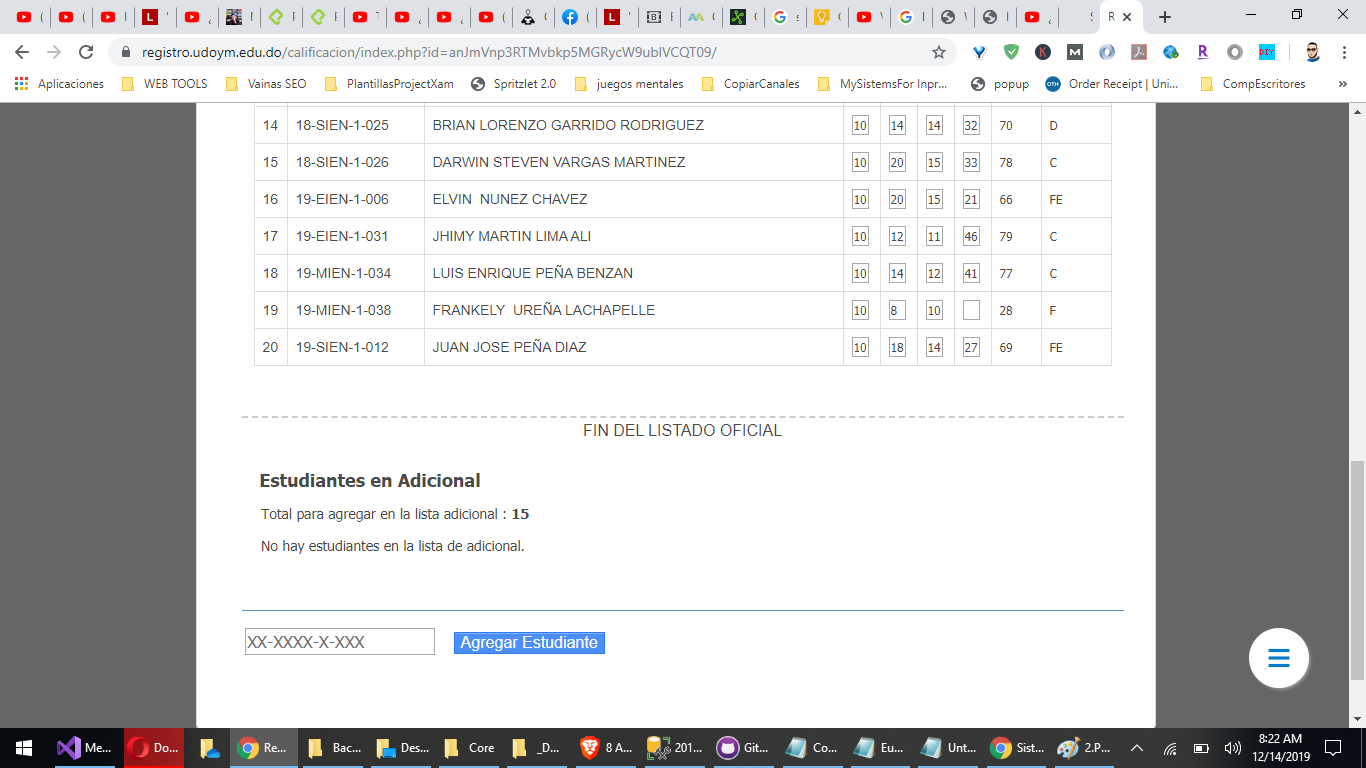 registro.udoym.edu.do/calificacion/index.php?id=anJmVnp3RTMvbkp5MGRycW9ublVCQT09/
Aplicaciones WEB TOOLS Vainas SEO PlantillasProjectXam Spritzlet 2.0 juegos mentales CopiarCanales MySistemsFor Inpr... popup Order Receipt | Uni... CompEscritores »
14 18-SIEN-1-025 BRIAN LORENZO GARRIDO RODRIGUEZ 10 14 14 32 70 D
15 18-SIEN-1-026 DARWIN STEVEN VARGAS MARTINEZ 10 20 15 33 78 C
16 19-EIEN-1-006 ELVIN NUNEZ CHAVEZ 10 20 15 21 66 FE
17 19-EIEN-1-031 JHIMY MARTIN LIMA ALI 10 12 11 46 79 C
18 19-MIEN-1-034 LUIS ENRIQUE PEÑA BENZAN 10 14 12 41 77 C
19 19-MIEN-1-038 FRANKELY UREÑA LACHAPELLE 10 8 10 28 F
20 19-SIEN-1-012 JUAN JOSE PEÑA DIAZ 10 18 14 27 69 FE
FIN DEL LISTADO OFICIAL
Estudiantes en Adicional
Total para agregar en la lista adicional : 15
No hay estudiantes en la lista de adicional.
XX-XXXX-X-XXX Agregar Estudiante
Me... Do... Re... Bac... Des... Core _D... 8 A... 201... Git... Co... Eu... Unt... Sist... 2.P...
8:22 AM
12/14/2019